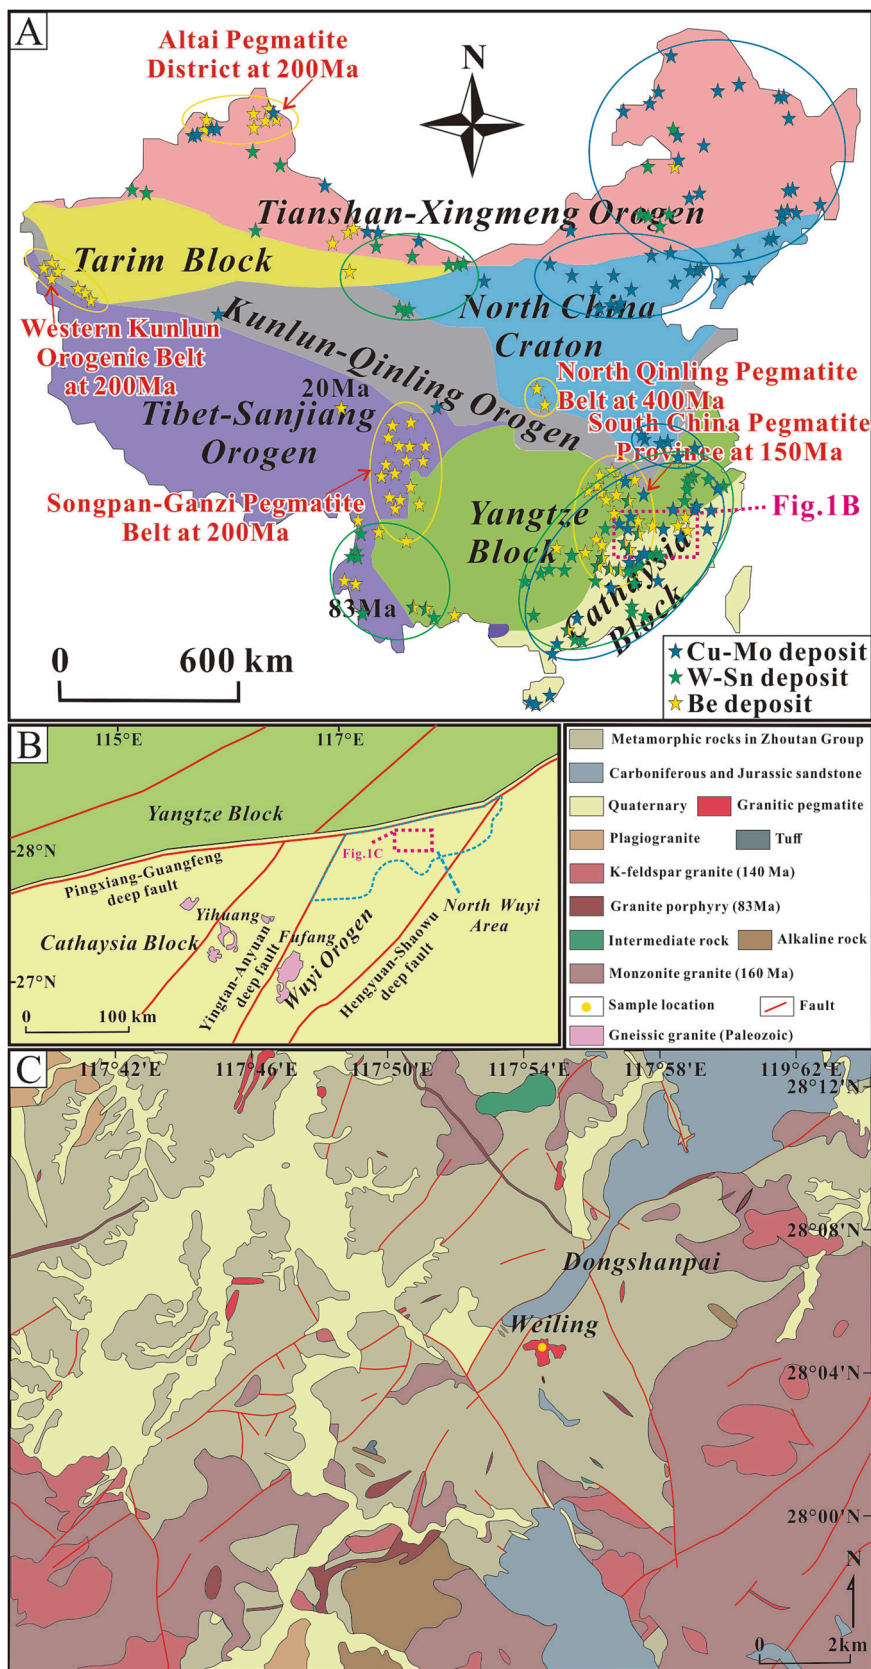 A
Altai Pegmatite
District at 200Ma
N
Tianshan-Xingmeng Orogen
Tarim Block
North China
Craton
Western Kunlun
Orogenic Belt
at 200Ma
Kunlun-Qinling Orogen
20Ma
Tibet-Sanjiang
Orogen
North Qinling Pegmatite
Belt at 400Ma
South China Pegmatite
Province at 150Ma
Songpan-Ganzi Pegmatite
Belt at 200Ma
Yangtze
Block
Fig.1B
Cathaysia
Block
83Ma
0 600 km
Cu-Mo deposit
W-Sn deposit
Be deposit
B
115°E 117°E
Yangtze Block
28°N
Pingxiang-Guangfeng
deep fault
Fig.1C
Yihuang
North Wuyi
Area
Cathaysia Block
Fufang
Yingtan-Anyuan
deep fault
Wuyi Orogen
Hengyuan-Shaowu
deep fault
27°N
0 100 km
Metamorphic rocks in Zhoutan Group
Carboniferous and Jurassic sandstone
Quaternary Granitic pegmatite
Plagiogranite Tuff
K-feldspar granite (140 Ma)
Granite porphyry (83Ma)
Intermediate rock Alkaline rock
Monzonite granite (160 Ma)
Sample location Fault
Gneissic granite (Paleozoic)
C
117°42'E 117°46'E 117°50'E 117°54'E 117°58'E 119°62'E
28°12'N
28°08'N
Dongshanpai
Weiling
28°04'N
28°00'N
N
0 2km